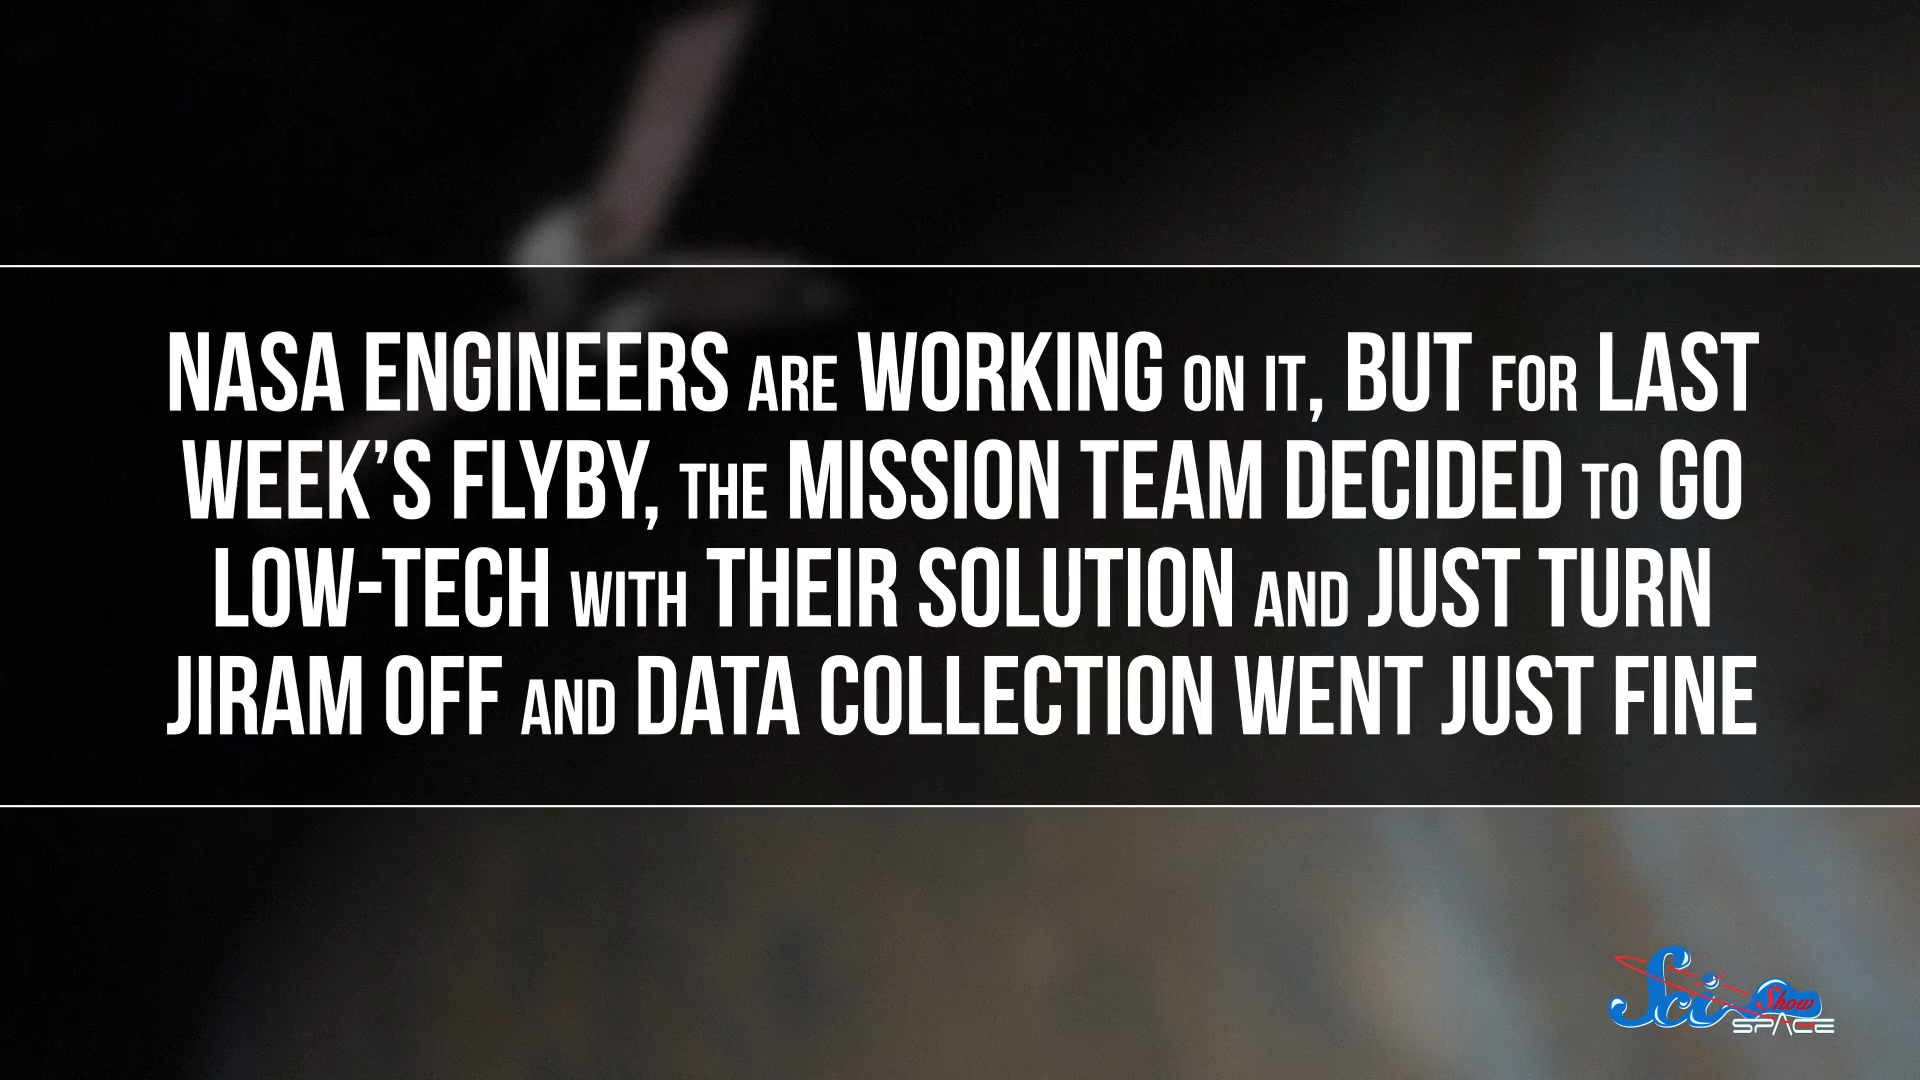 NASA ENGINEERS ARE WORKING ON IT, BUT FOR LAST
WEEK'S FLYBY, THE MISSION TEAM DECIDED TO GO
LOW-TECH WITH THEIR SOLUTION AND JUST TURN
JIRAM OFF AND DATA COLLECTION WENT JUST FINE
Sci Show
SPACE